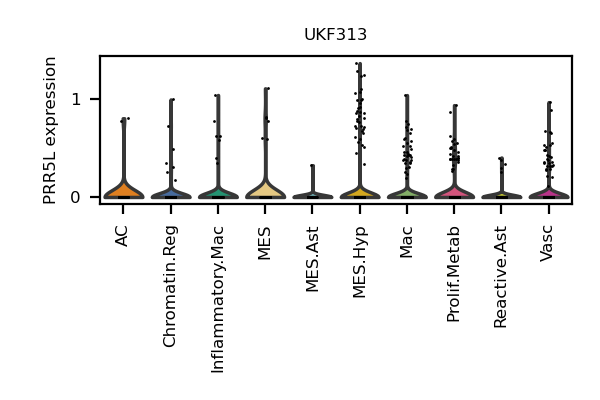 UKF313
PRR5L expression
1
0
AC
Chromatin.Reg
Inflammatory.Mac
MES
MES.Ast
MES.Hyp
Mac
Prolif.Metab
Reactive.Ast
Vasc